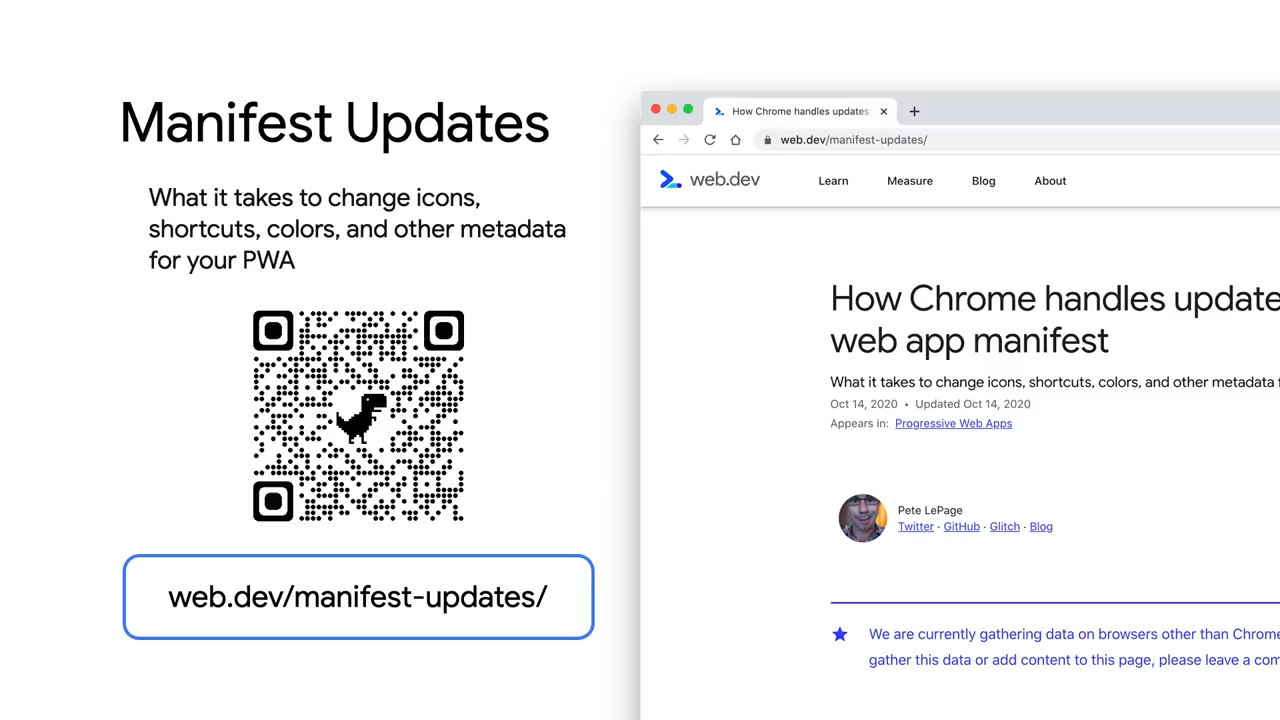 Manifest Updates
What it takes to change icons,
shortcuts, colors, and other metadata
for your PWA
web.dev/manifest-updates/
How Chrome handles updates
web.dev/manifest-updates/
web.dev
Learn
Measure
Blog
About
How Chrome handles update
web app manifest
What it takes to change icons, shortcuts, colors, and other metadata f
Oct 14, 2020 • Updated Oct 14, 2020
Appears in: Progressive Web Apps
Pete LePage
Twitter · GitHub · Glitch · Blog
We are currently gathering data on browsers other than Chrome
gather this data or add content to this page, please leave a com